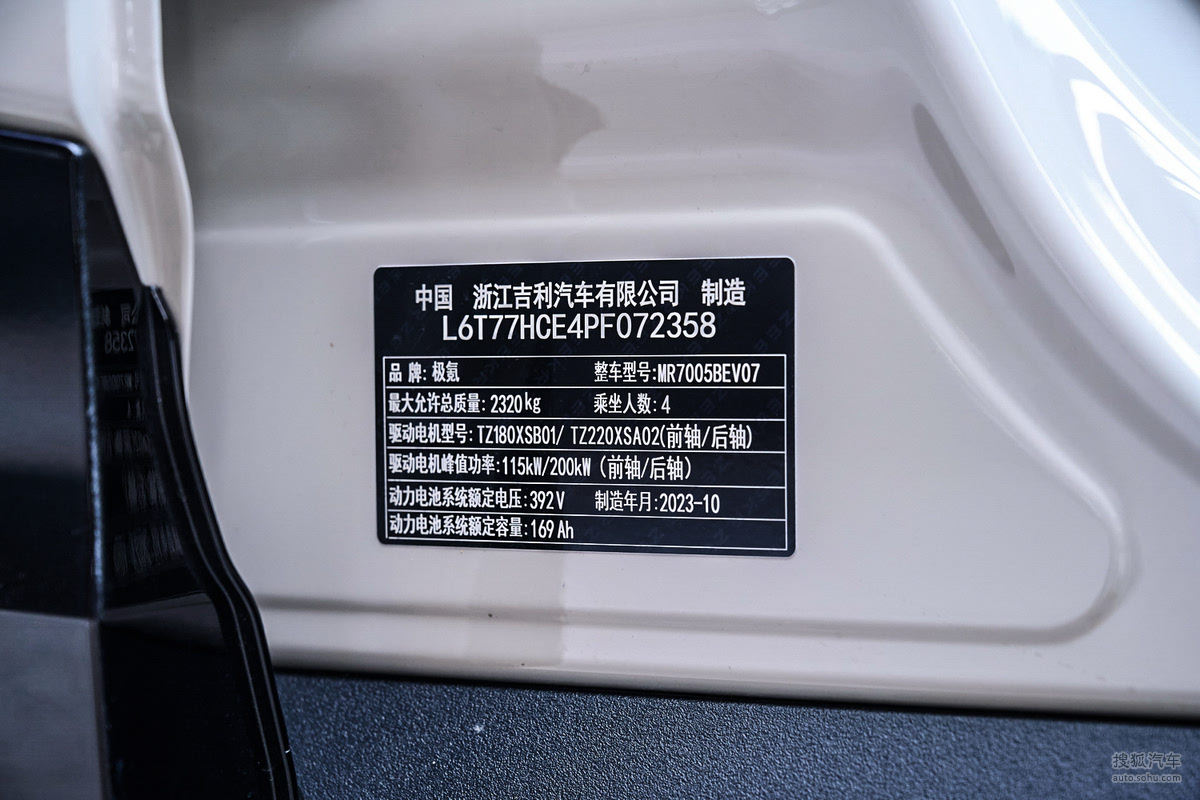 中国 浙江吉利汽车有限公司 制造
L6T77HCE4PF072358
品 牌: 极氪 整车型号:MR7005BEV07
最大允许总质量: 2320kg 乘坐人数: 4
驱动电机型号: TZ180XSB01/ TZ220XSA02(前轴/后轴)
驱动电机峰值功率:115kW/200kW (前轴/后轴)
动力电池系统额定电压:392V 制造年月:2023-10
动力电池系统额定容量:169Ah
搜狐汽车
auto.sohu.com